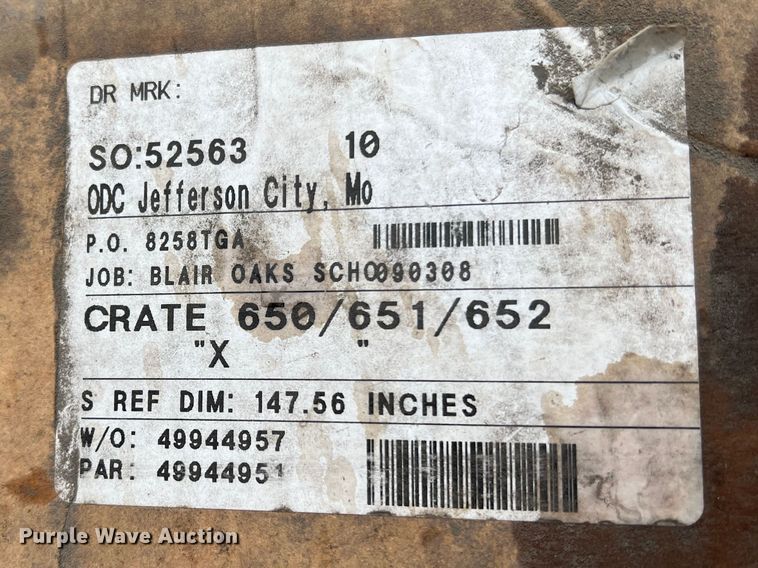 DR MRK:
SO:52563 10
ODC Jefferson City, Mo
P.O. 8258TGA
JOB: BLAIR OAKS SCHO090308
CRATE 650/651/652
"X "
S REF DIM: 147.56 INCHES
W/O: 49944957
PAR: 49944951
Purple Wave Auction